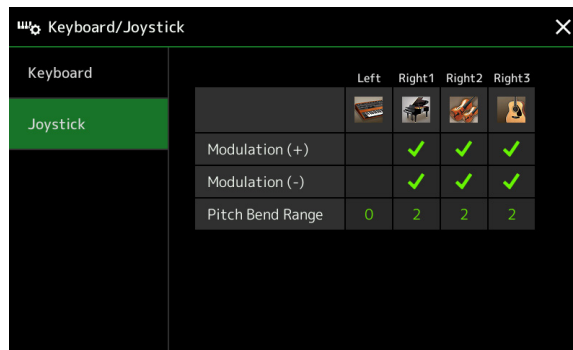 Keyboard/Joystick
Keyboard
Joystick
Left Right1 Right2 Right3
Modulation (+)
Modulation (-)
Pitch Bend Range 0 2 2 2